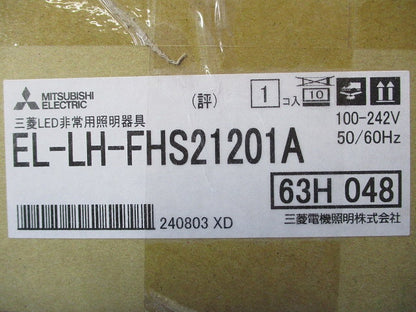 MITSUBISHI
ELECTRIC
(評)
1コ入
10
三菱LED非常用照明器具
100-242V
50/60Hz
EL-LH-FHS21201A
63H 048
240803 XD
三菱電機照明株式会社